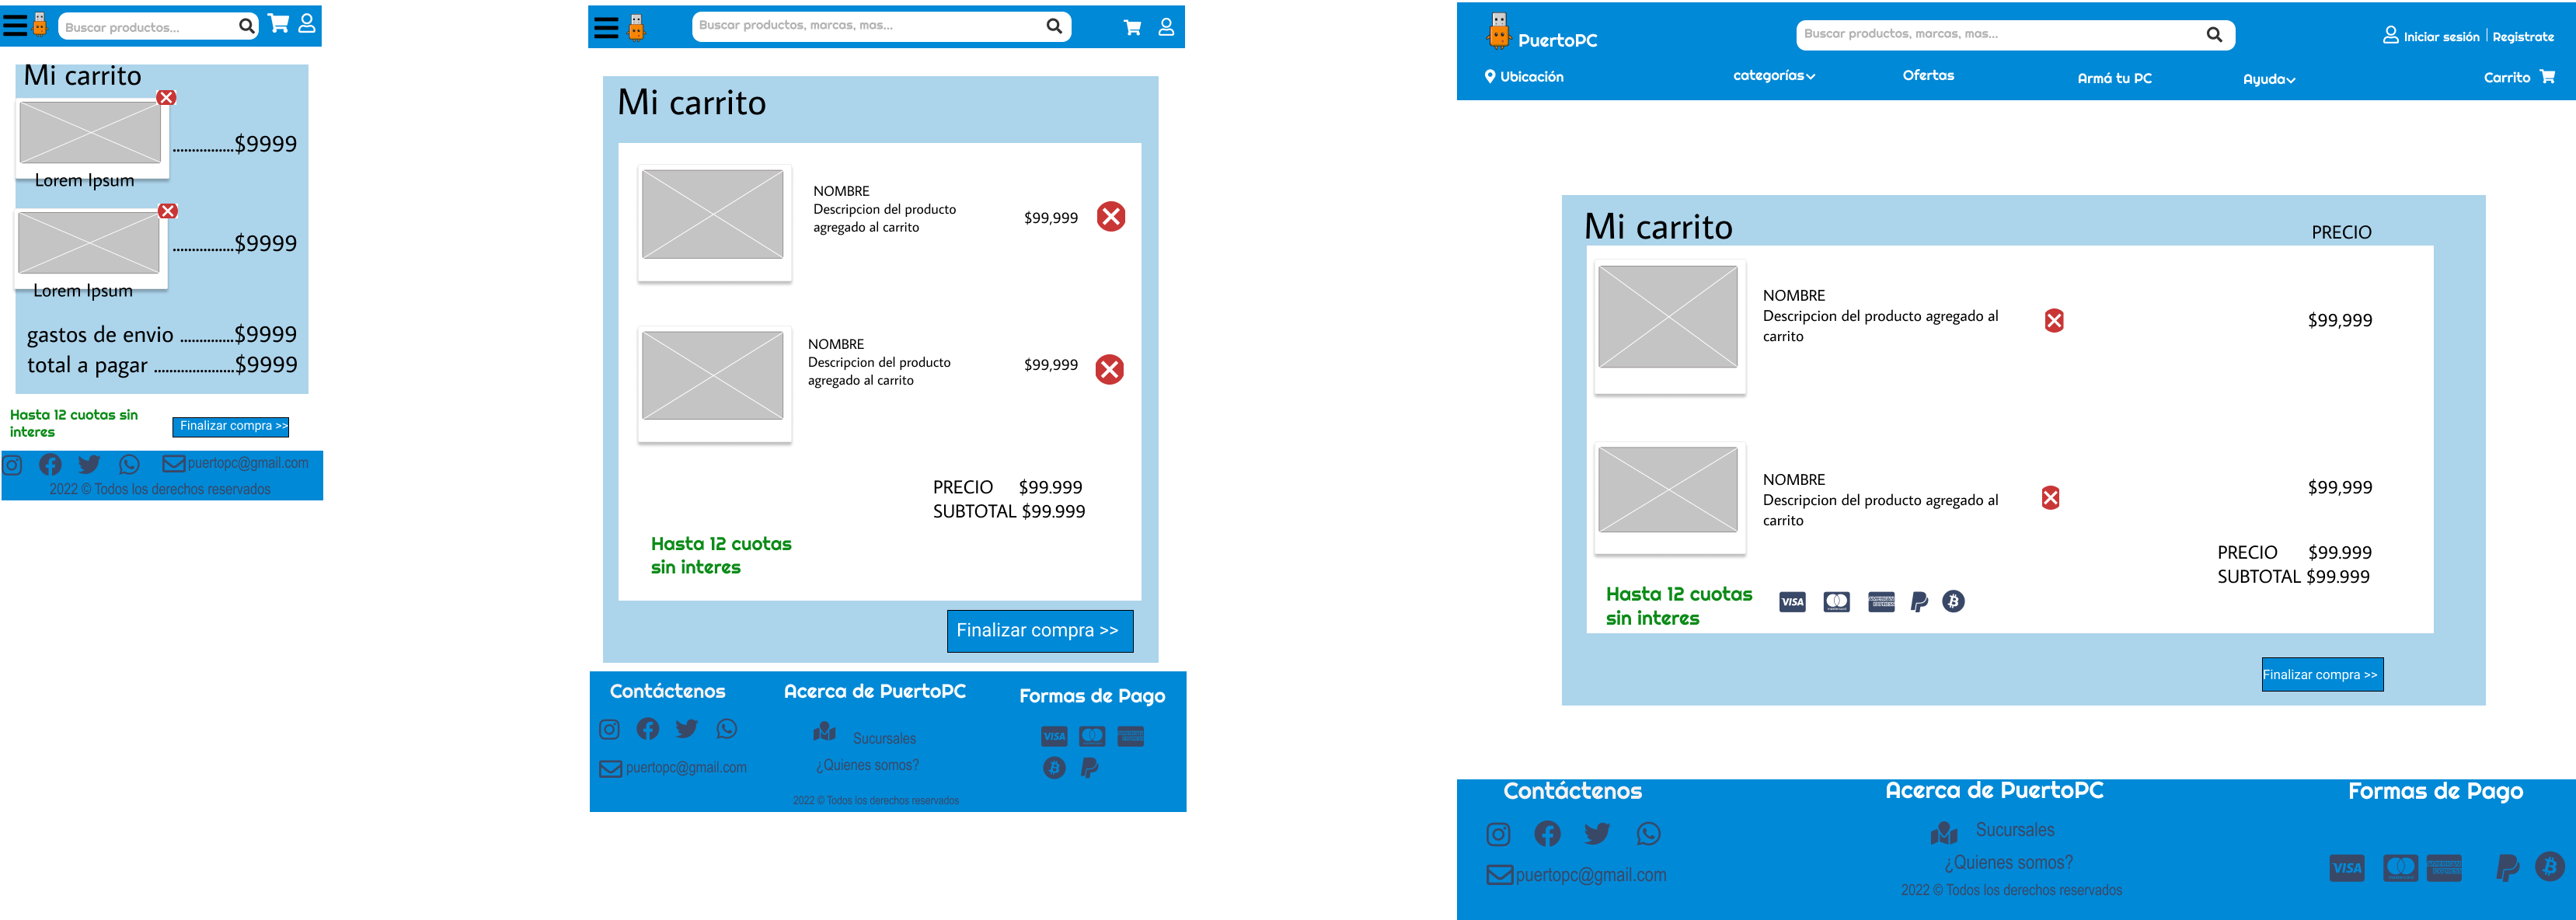 Buscar productos...
Mi carrito
...............$9999
Lorem Ipsum
...............$9999
Lorem Ipsum
gastos de envio ..............$9999
total a pagar .....................$9999
Hasta 12 cuotas sin
interes
Finalizar compra >>
puertopc@gmail.com
2022 © Todos los derechos reservados
Buscar productos, marcas, mas...
Mi carrito
NOMBRE
Descripcion del producto
agregado al carrito
$99,999
NOMBRE
Descripcion del producto
agregado al carrito
$99,999
PRECIO $99.999
SUBTOTAL $99.999
Hasta 12 cuotas
sin interes
Finalizar compra >>
Contáctenos
Acerca de PuertoPC
Formas de Pago
Sucursales
VISA
puertopc@gmail.com
¿Quienes somos?
2022 © Todos los derechos reservados
PuertoPC
Buscar productos, marcas, mas...
Iniciar sesión | Registrate
Ubicación
categorías
Ofertas
Armá tu PC
Ayuda
Carrito
Mi carrito
PRECIO
NOMBRE
Descripcion del producto agregado al
carrito
$99,999
NOMBRE
Descripcion del producto agregado al
carrito
$99,999
PRECIO $99.999
SUBTOTAL $99.999
Hasta 12 cuotas
sin interes
VISA
AMERICAN EXPRESS
Finalizar compra >>
Contáctenos
Acerca de PuertoPC
Formas de Pago
Sucursales
¿Quienes somos?
puertopc@gmail.com
VISA
2022 © Todos los derechos reservados